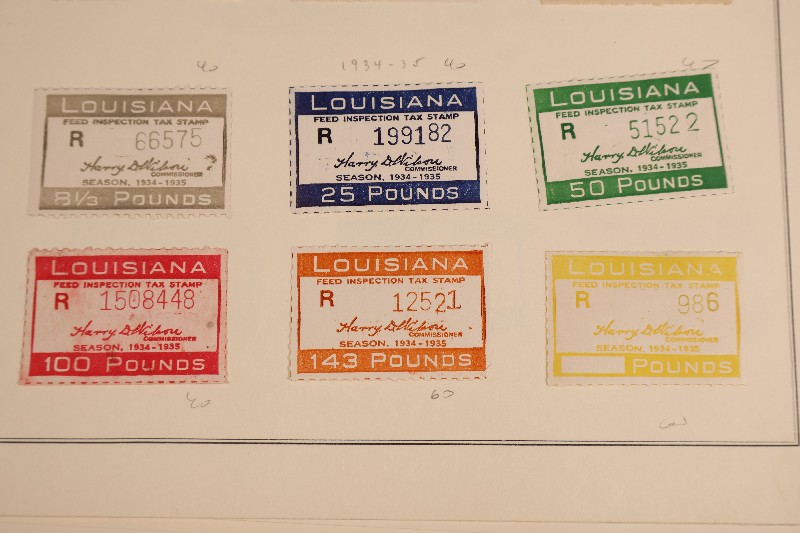 40
1934-35 40
LOUISIANA
FEED INSPECTION TAX STAMP
R 66575
Harry D. Wilson
COMMISSIONER
SEASON, 1934-1935
8 1/3 POUNDS
LOUISIANA
FEED INSPECTION TAX STAMP
R 199182
Harry D. Wilson
COMMISSIONER
SEASON, 1934-1935
25 POUNDS
LOUISIANA
FEED INSPECTION TAX STAMP
R 51522
Harry D. Wilson
COMMISSIONER
SEASON, 1934-1935
50 POUNDS
LOUISIANA
FEED INSPECTION TAX STAMP
R 1508448
Harry D. Wilson
COMMISSIONER
SEASON, 1934-1935
100 POUNDS
LOUISIANA
FEED INSPECTION TAX STAMP
R 12521
Harry D. Wilson
COMMISSIONER
SEASON, 1934-1935
143 POUNDS
LOUISIANA
FEED INSPECTION TAX STAMP
R 986
Harry D. Wilson
COMMISSIONER
SEASON, 1934-1935
POUNDS
40
60